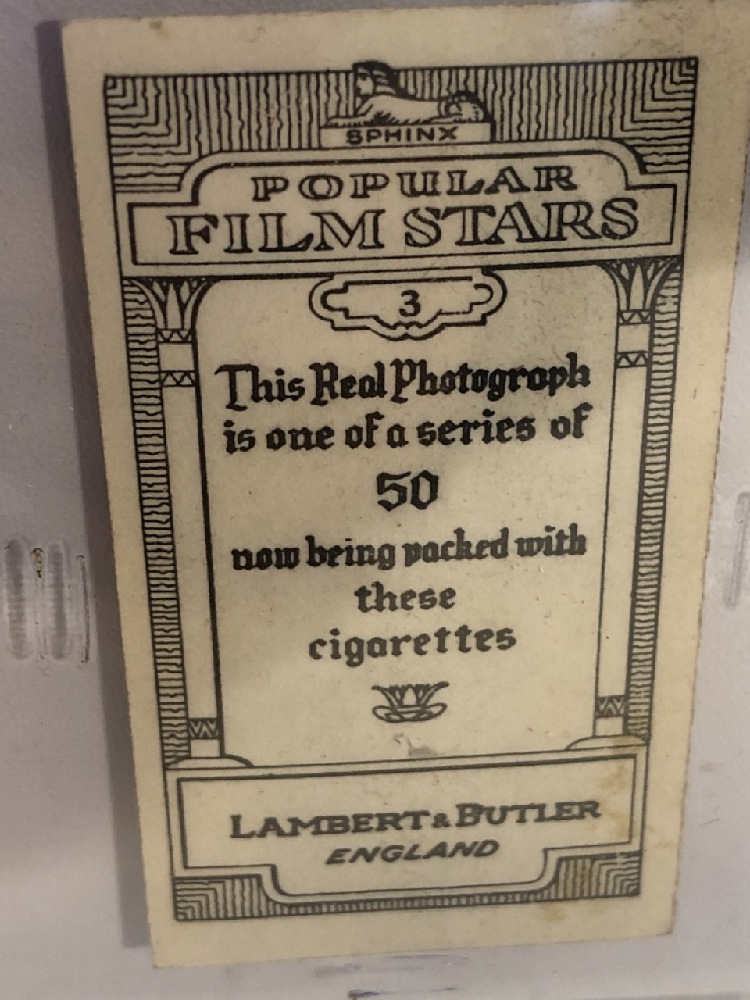 SPHINX
POPULAR
FILM STARS
3
This Real Photograph
is one of a series of
50
now being packed with
these
cigarettes
LAMBERT & BUTLER
ENGLAND